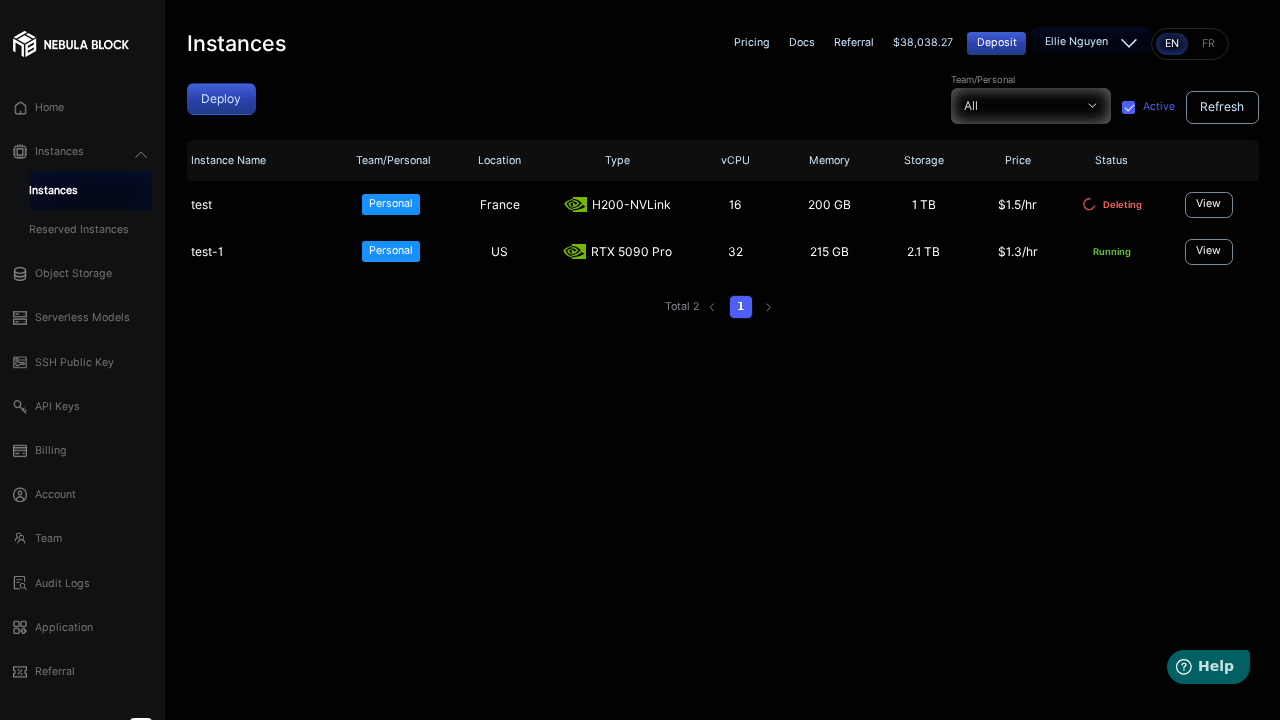 NEBULA BLOCK
Home
Instances
Instances
Reserved Instances
Object Storage
Serverless Models
SSH Public Key
API Keys
Billing
Account
Team
Audit Logs
Application
Referral
Instances
Pricing Docs Referral $38,038.27 Deposit Ellie Nguyen EN FR
Team/Personal
Deploy All Active Refresh
Instance Name Team/Personal Location Type vCPU Memory Storage Price Status
test Personal France H200-NVLink 16 200 GB 1 TB $1.5/hr Deleting View
test-1 Personal US RTX 5090 Pro 32 215 GB 2.1 TB $1.3/hr Running View
Total 2 1
Help